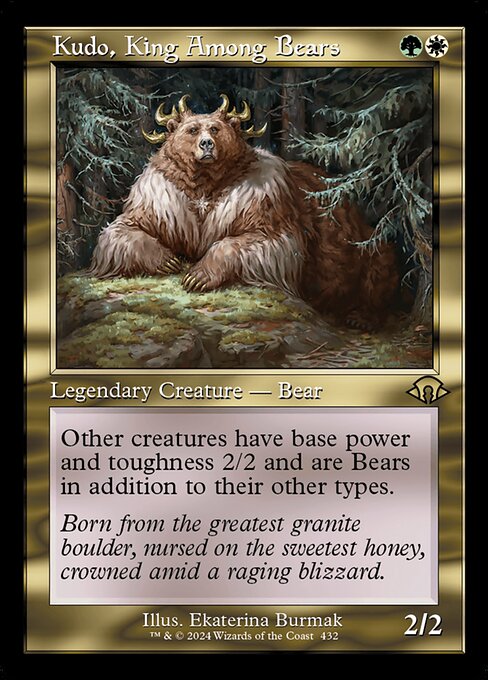 Kudo, King Among Bears
Legendary Creature — Bear
Other creatures have base power
and toughness 2/2 and are Bears
in addition to their other types.
Born from the greatest granite
boulder, nursed on the sweetest honey,
crowned amid a raging blizzard.
Illus. Ekaterina Burmak
™ & © 2024 Wizards of the Coast 432
2/2